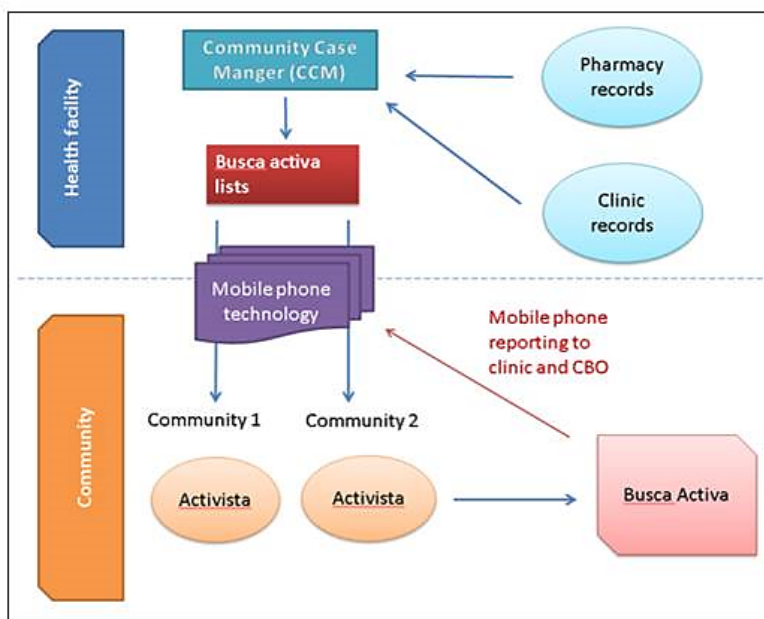 Health facility
Community Case
Manger (CCM)
Pharmacy
records
Busca activa
lists
Clinic
records
Mobile phone
technology
Mobile phone
reporting to
clinic and CBO
Community
Community 1
Community 2
Activista
Activista
Busca Activa